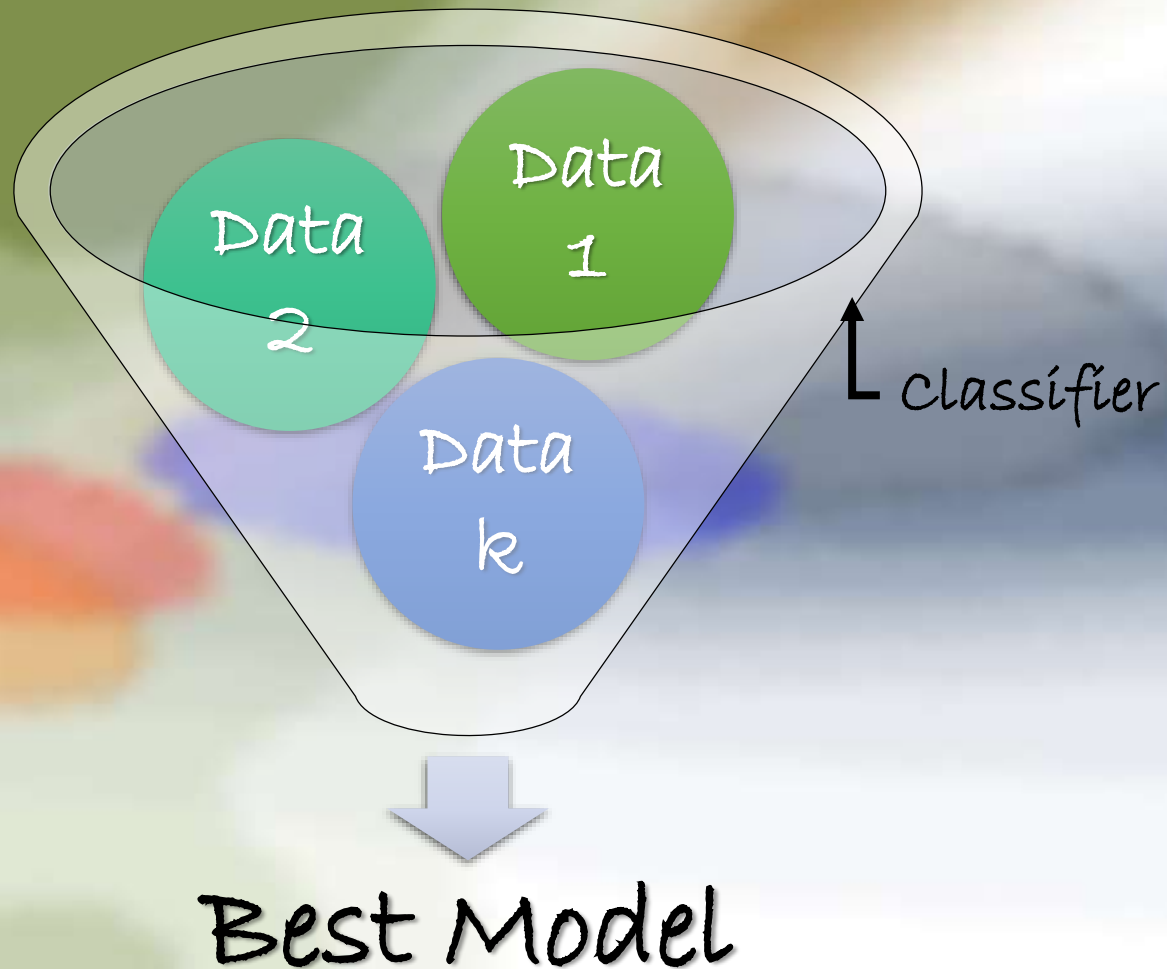 Data
1
Data
2
Data
k
Classifier
Best Model